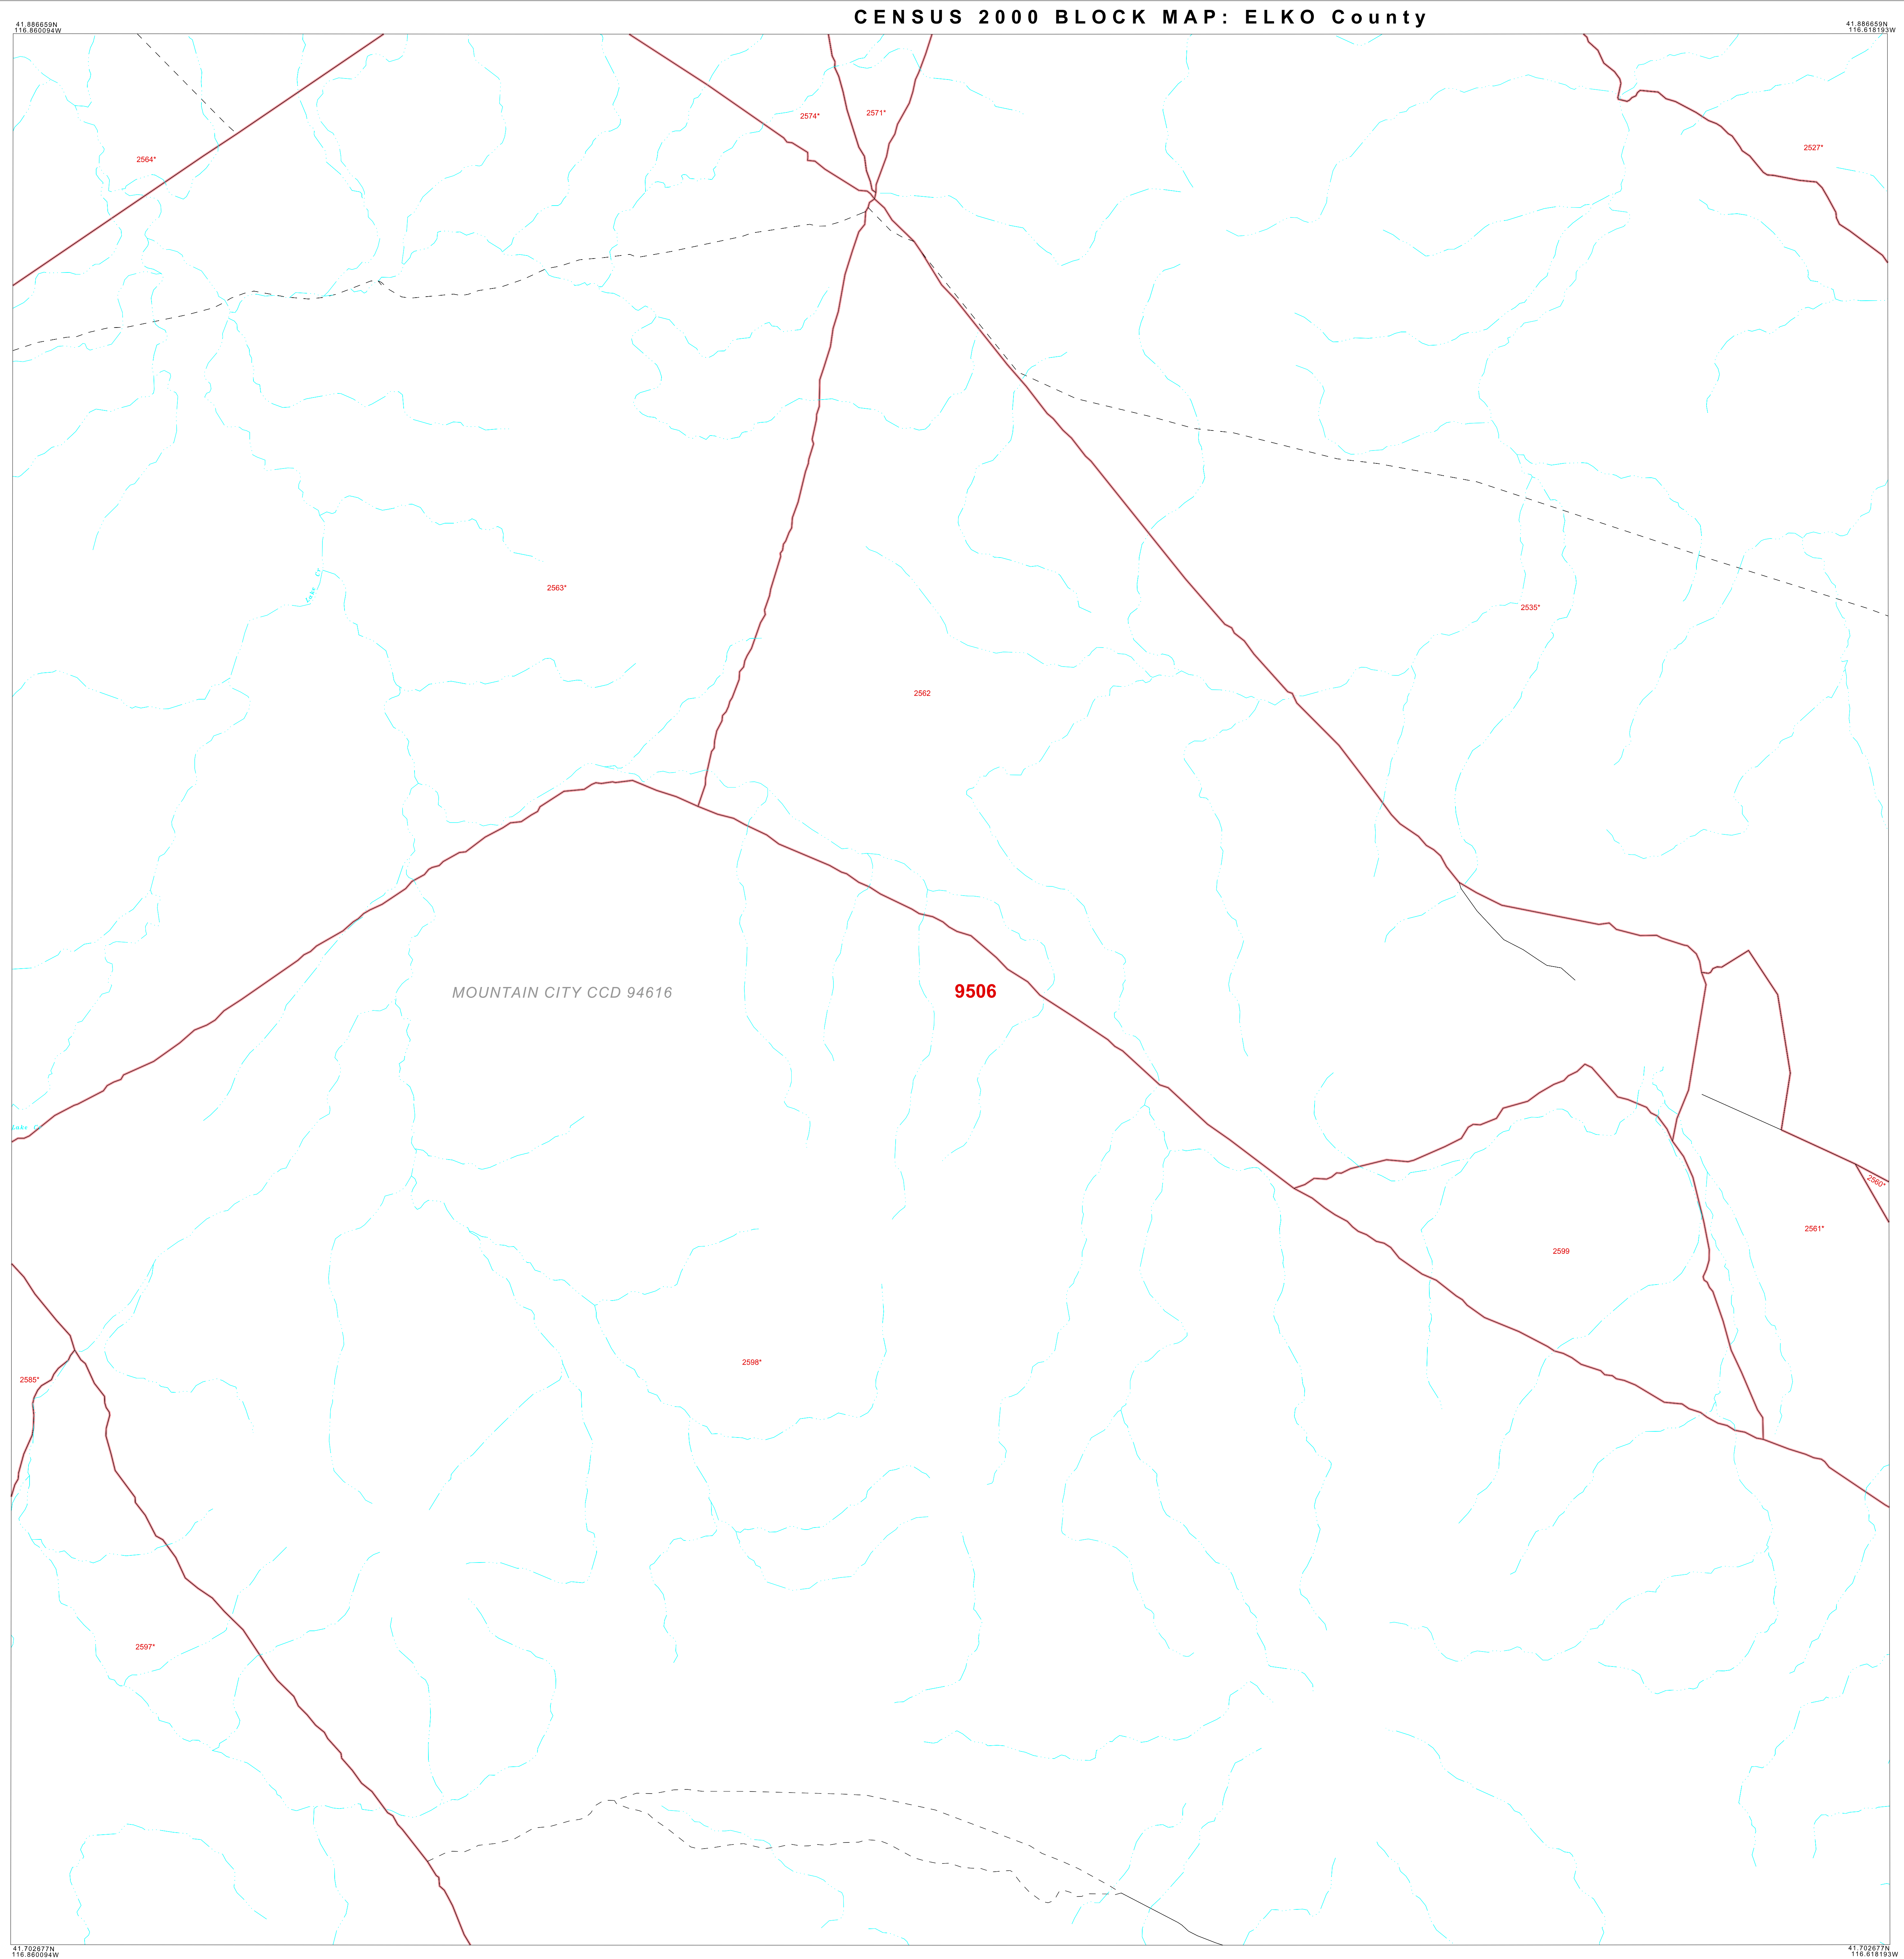 CENSUS 2000 BLOCK MAP: ELKO County
41.886659N
116.860094W
41.886659N
116.618193W
2574*
2571*
2527*
2564*
2563*
2535*
2562
MOUNTAIN CITY CCD 94616
9506
2560*
2561*
2599
2598*
2585*
2597*
41.702677N
116.860094W
41.702677N
116.618193W